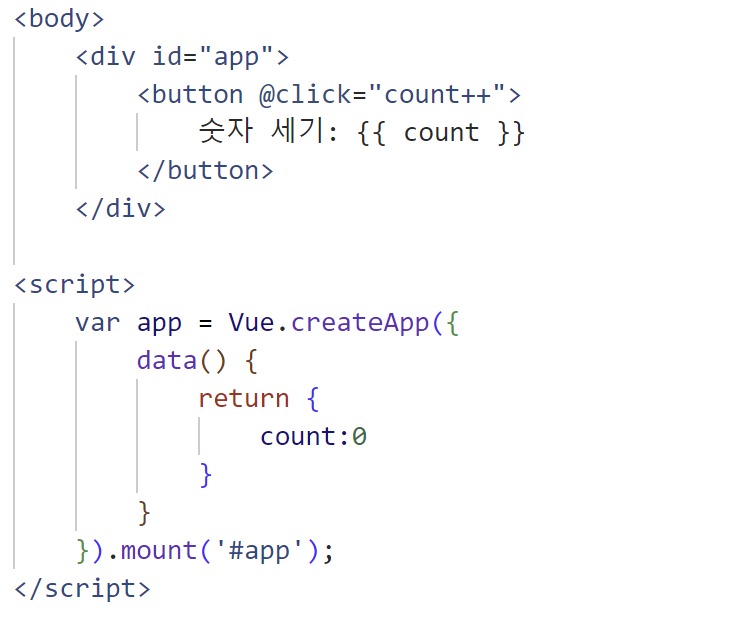 <body>
    <div id="app">
        <button @click="count++">
            숫자 세기: {{ count }}
        </button>
    </div>

<script>
    var app = Vue.createApp({
        data() {
            return {
                count:0
            }
        }
    }).mount('#app');
</script>